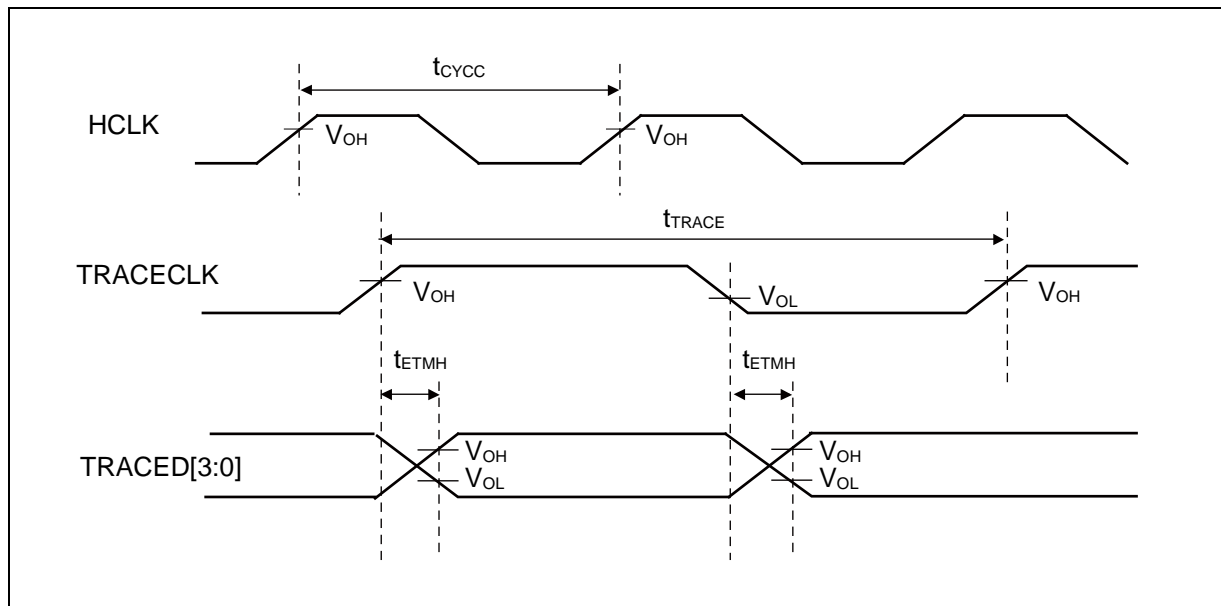 tCYCC
HCLK
VOH
VOH
tTRACE
TRACECLK
VOH
VOL
VOH
tETMH
tETMH
TRACED[3:0]
VOH
VOH
VOL
VOL